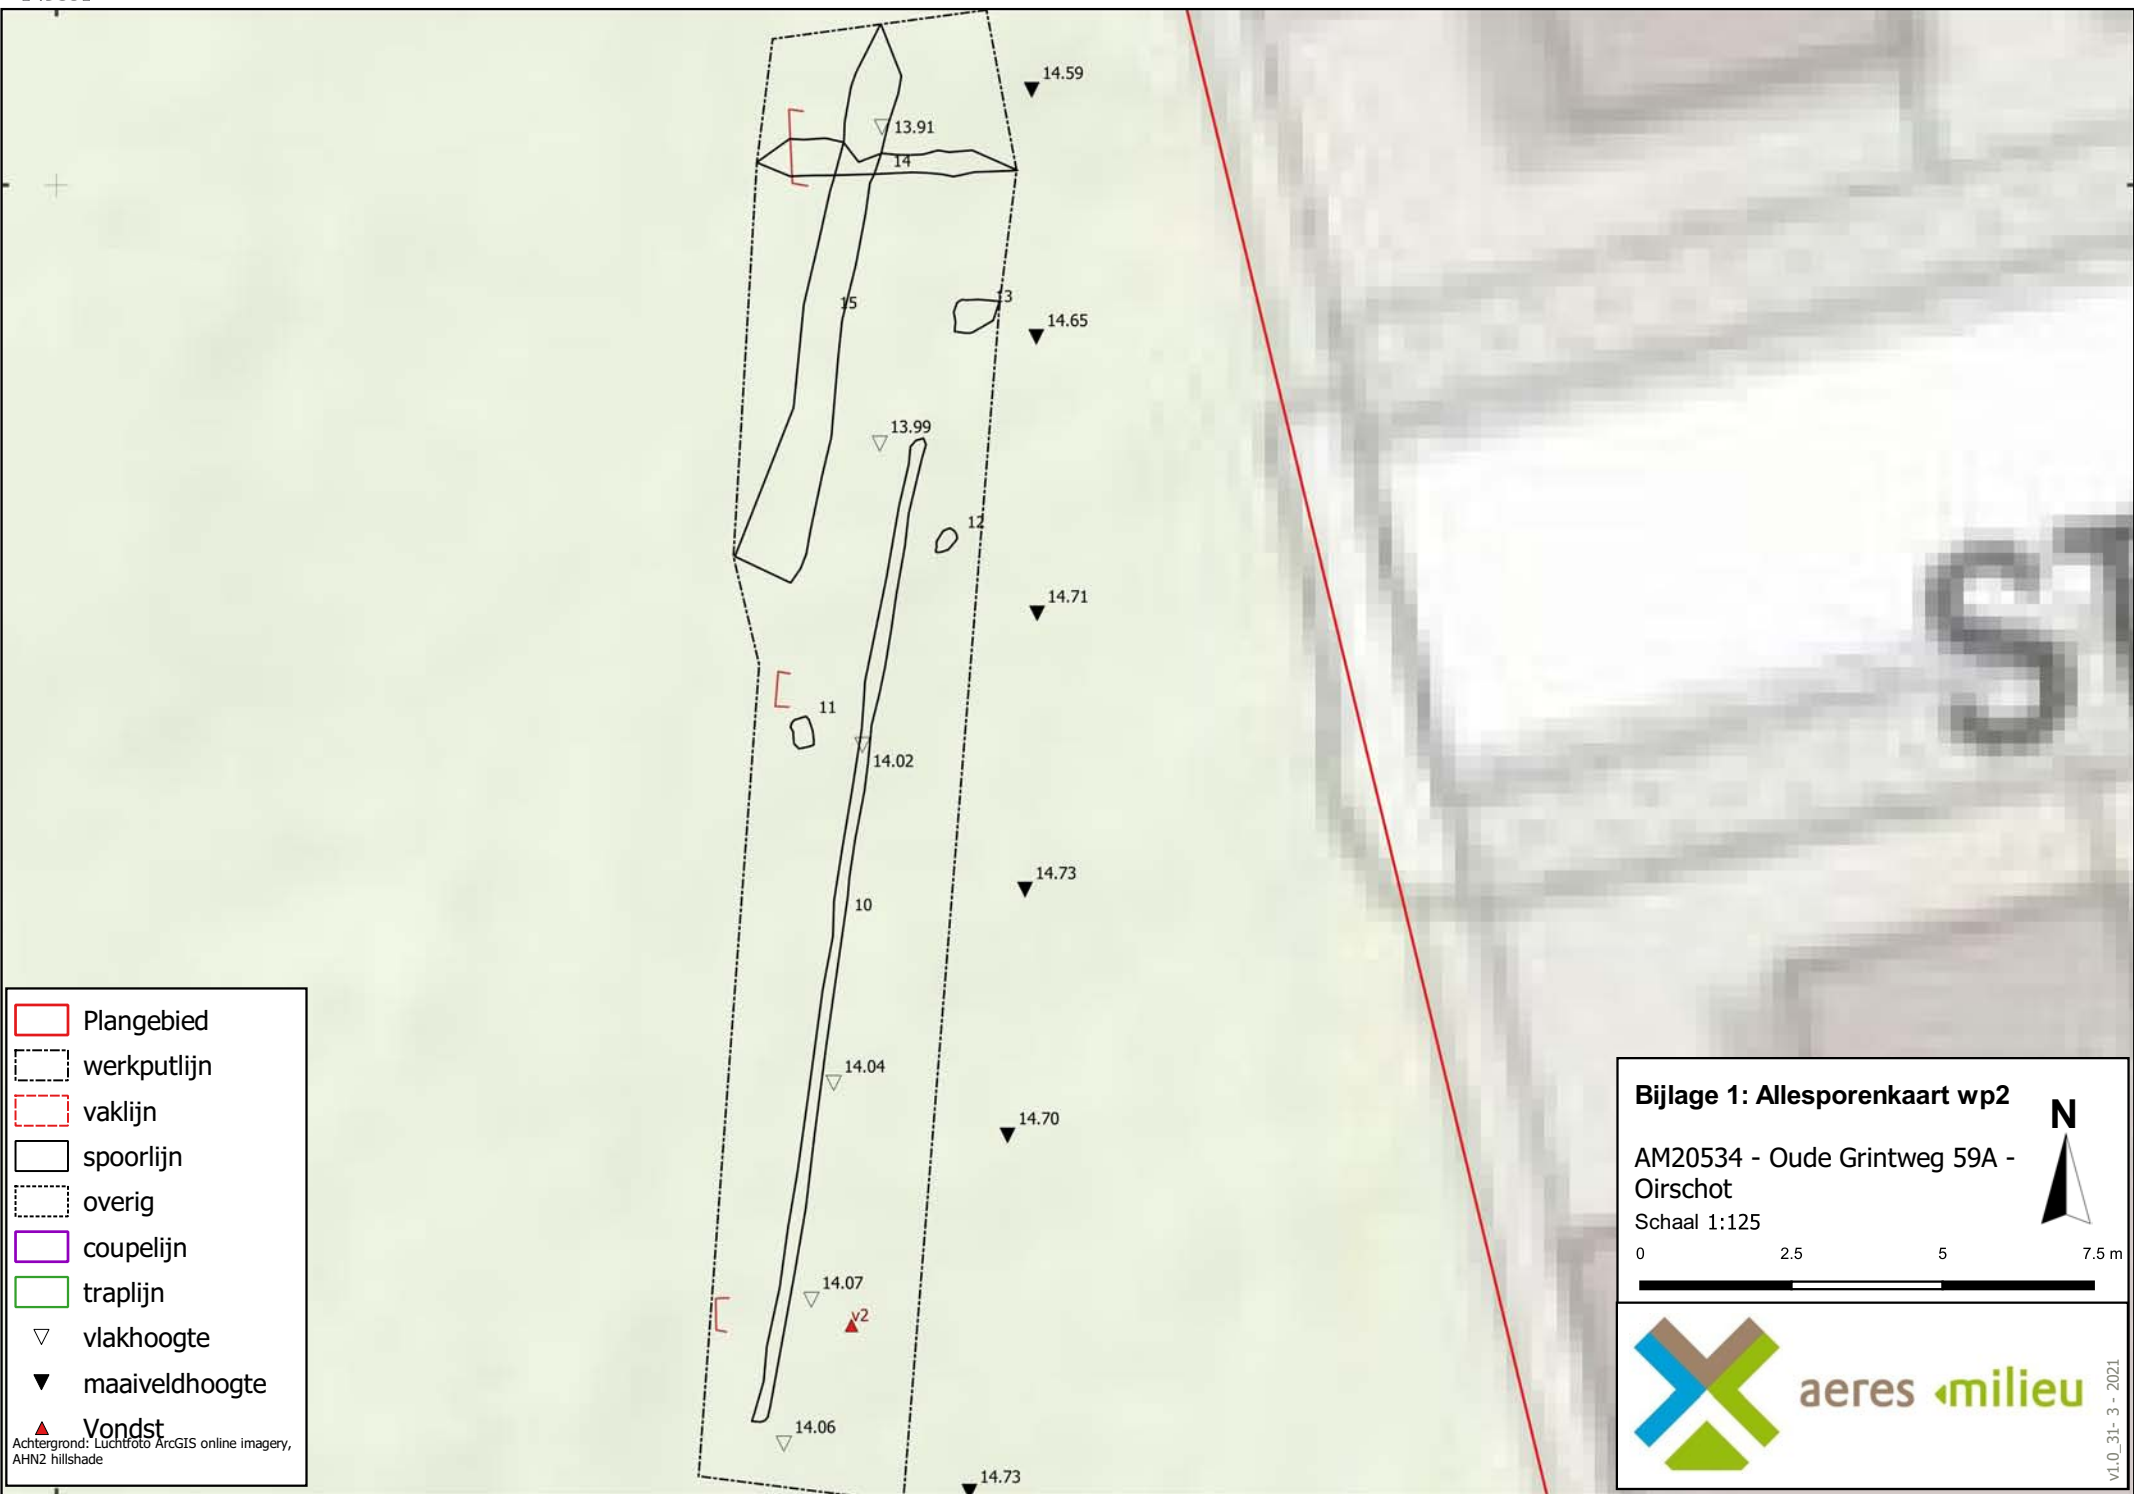 14.59
13.91
14
15
13
14.65
13.99
12
14.71
11
14.02
14.73
10
14.04
14.70
14.07
v2
14.06
14.73
ST
Plangebied
werkputlijn
vaklijn
spoorlijn
overig
coupelijn
traplijn
vlakhoogte
maaiveldhoogte
Vondst
Achtergrond: Luchtfoto ArcGIS online imagery,
AHN2 hillshade
Bijlage 1: Allesporenkaart wp2
N
AM20534 - Oude Grintweg 59A -
Oirschot
Schaal 1:125
0 2.5 5 7.5 m
aeres milieu
v1.0_31- 3 - 2021